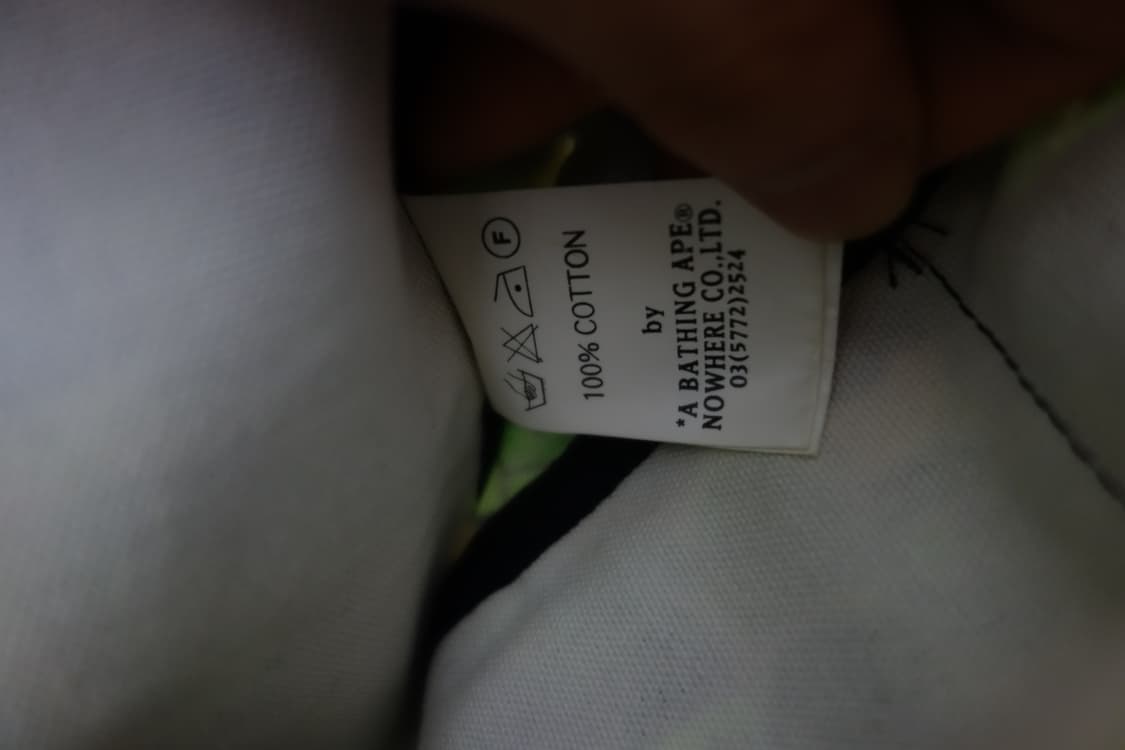 F
100% COTTON
by
*A BATHING APE®
NOWHERE CO.,LTD.
03(5772)2524